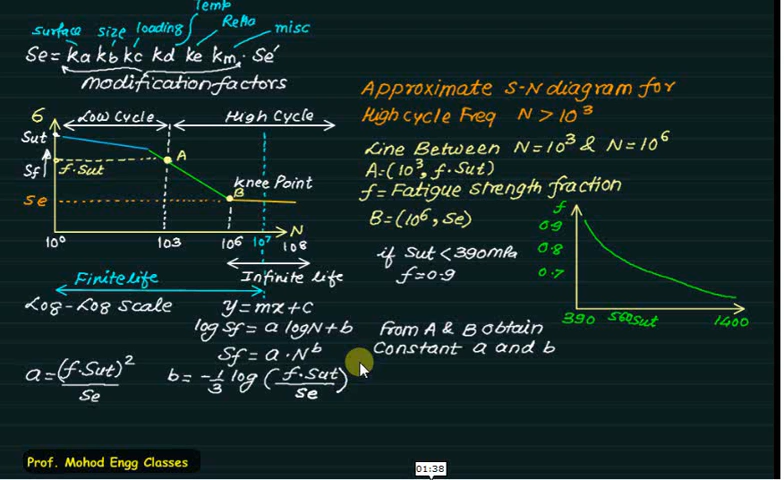 surface size loading temp Relia misc
Se = ka kb kc kd ke km. Se'
modification factors
Approximate S-N diagram for
High cycle Freq N > 10³
Line Between N=10³ & N=10⁶
A=(10³, f.Sut)
f = Fatigue strength fraction
B = (10⁶, Se)
if Sut < 390mpa
f=0.9
6
Low Cycle
High Cycle
Sut
A
Sf
f.Sut
Knee Point
Se
B
N
10⁰
103
106
10⁷
108
Infinite life
Finite life
f
0.9
0.8
0.7
390 560 Sut 1400
Log-Log Scale
y = mx+c
log Sf = a logN + b
Sf = a·Nᵇ
From A & B obtain
Constant a and b
a = (f·Sut)² / Se
b = -1/3 log (f·Sut / Se)
Prof. Mohod Engg Classes
01:38